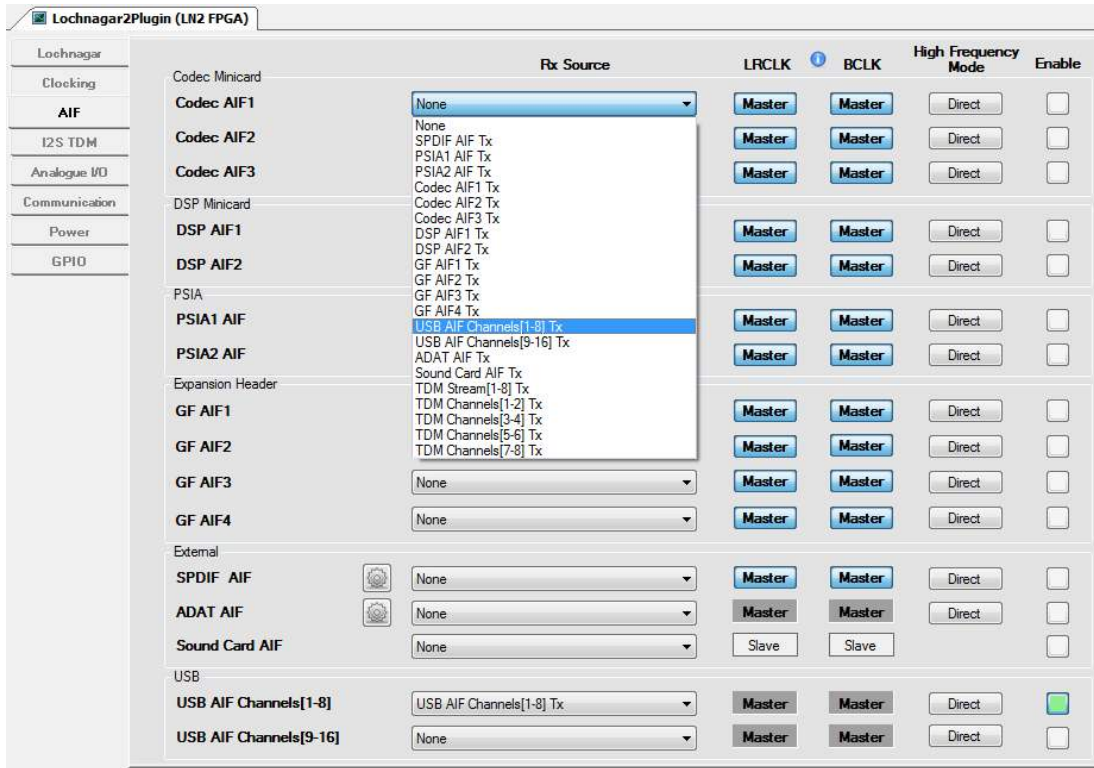 Lochnagar2Plugin (LN2 FPGA)
Lochnagar
Clocking
AIF
I2S TDM
Analogue I/O
Communication
Power
GPIO
Rx Source LRCLK BCLK High Frequency Mode Enable
Codec Minicard
Codec AIF1 None Master Master Direct
None
SPDIF AIF Tx
PSIA1 AIF Tx
PSIA2 AIF Tx
Codec AIF1 Tx
Codec AIF2 Tx
Codec AIF3 Tx
DSP AIF1 Tx
DSP AIF2 Tx
GF AIF1 Tx
GF AIF2 Tx
GF AIF3 Tx
GF AIF4 Tx
USB AIF Channels[1-8] Tx
USB AIF Channels[9-16] Tx
ADAT AIF Tx
Sound Card AIF Tx
TDM Stream[1-8] Tx
TDM Channels[1-2] Tx
TDM Channels[3-4] Tx
TDM Channels[5-6] Tx
TDM Channels[7-8] Tx
Codec AIF2 Master Master Direct
Codec AIF3 Master Master Direct
DSP Minicard
DSP AIF1 Master Master Direct
DSP AIF2 Master Master Direct
PSIA
PSIA1 AIF Master Master Direct
PSIA2 AIF Master Master Direct
Expansion Header
GF AIF1 Master Master Direct
GF AIF2 Master Master Direct
GF AIF3 None Master Master Direct
GF AIF4 None Master Master Direct
External
SPDIF AIF None Master Master Direct
ADAT AIF None Master Master Direct
Sound Card AIF None Slave Slave
USB
USB AIF Channels[1-8] USB AIF Channels[1-8] Tx Master Master Direct
USB AIF Channels[9-16] None Master Master Direct